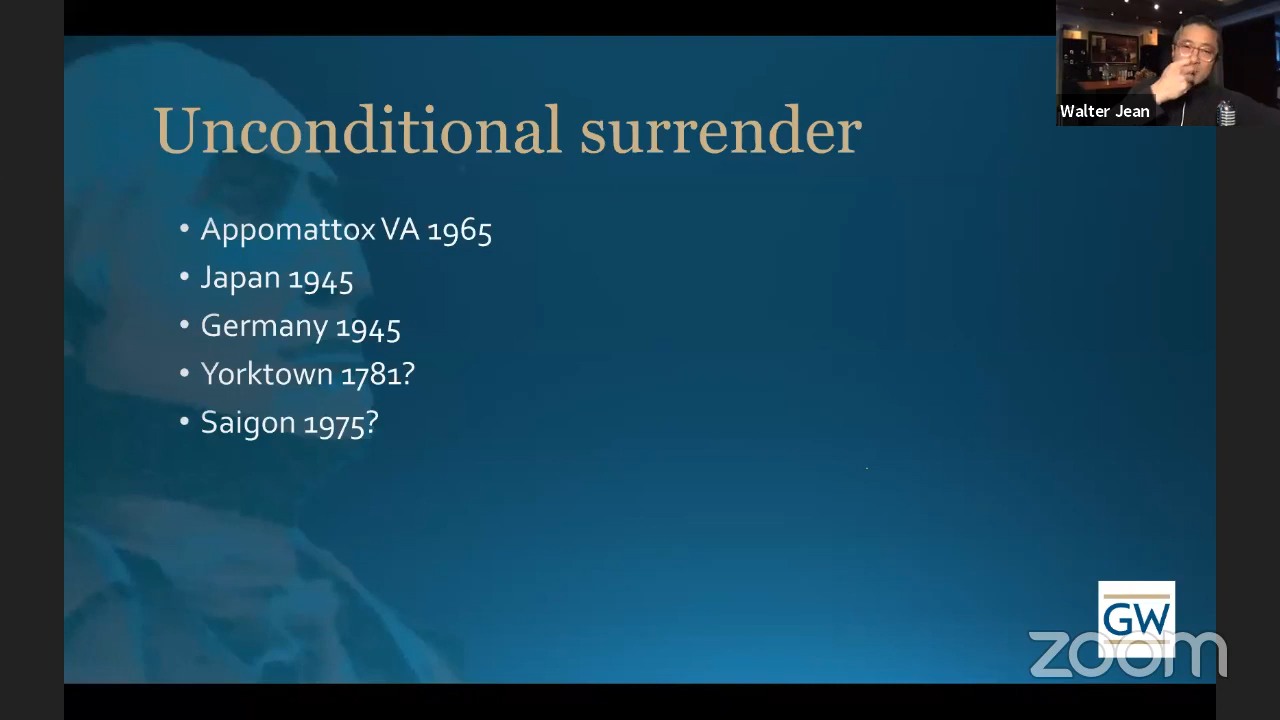 Unconditional surrender
• Appomattox VA 1965
• Japan 1945
• Germany 1945
• Yorktown 1781?
• Saigon 1975?
Walter Jean
GW
zoom